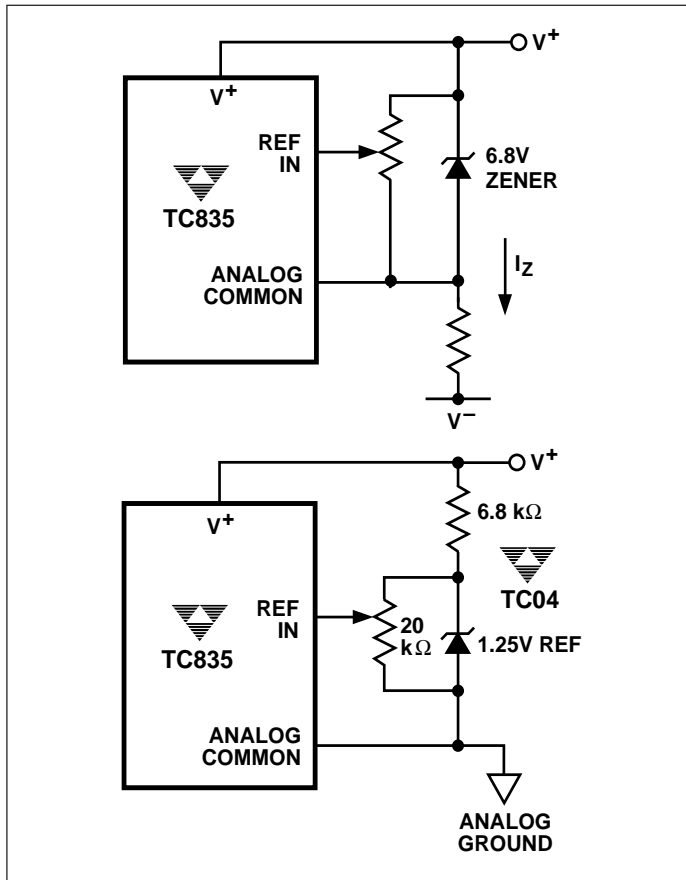 V+
V+
REF
IN
6.8V
ZENER
TC835
ANALOG
COMMON
IZ
V−
V+
V+
6.8 kΩ
TC04
REF
IN
20
kΩ
1.25V REF
TC835
ANALOG
COMMON
ANALOG
GROUND